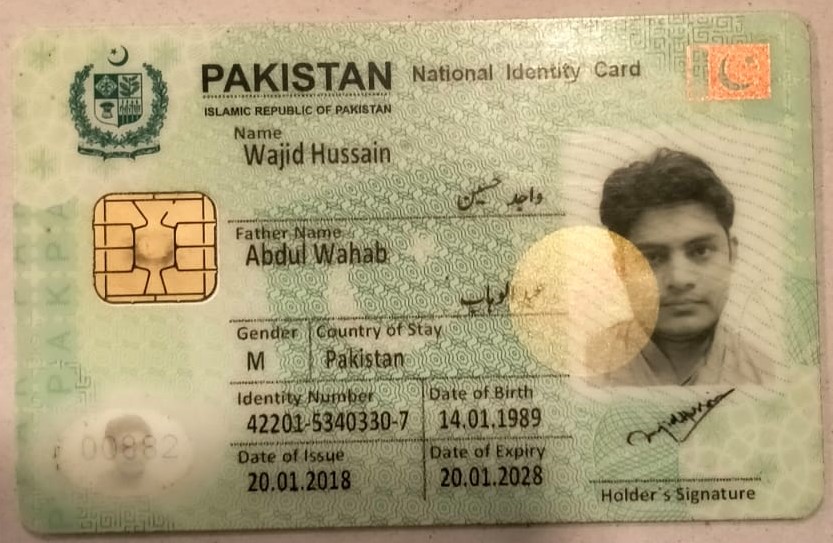 PAKISTAN National Identity Card
ISLAMIC REPUBLIC OF PAKISTAN
Name
Wajid Hussain
واجد حسین
Father Name
Abdul Wahab
عبد الوہاب
Gender Country of Stay
M Pakistan
Identity Number Date of Birth
42201-5340330-7 14.01.1989
Date of Issue Date of Expiry
20.01.2018 20.01.2028
Holder's Signature
00882
PAKPA